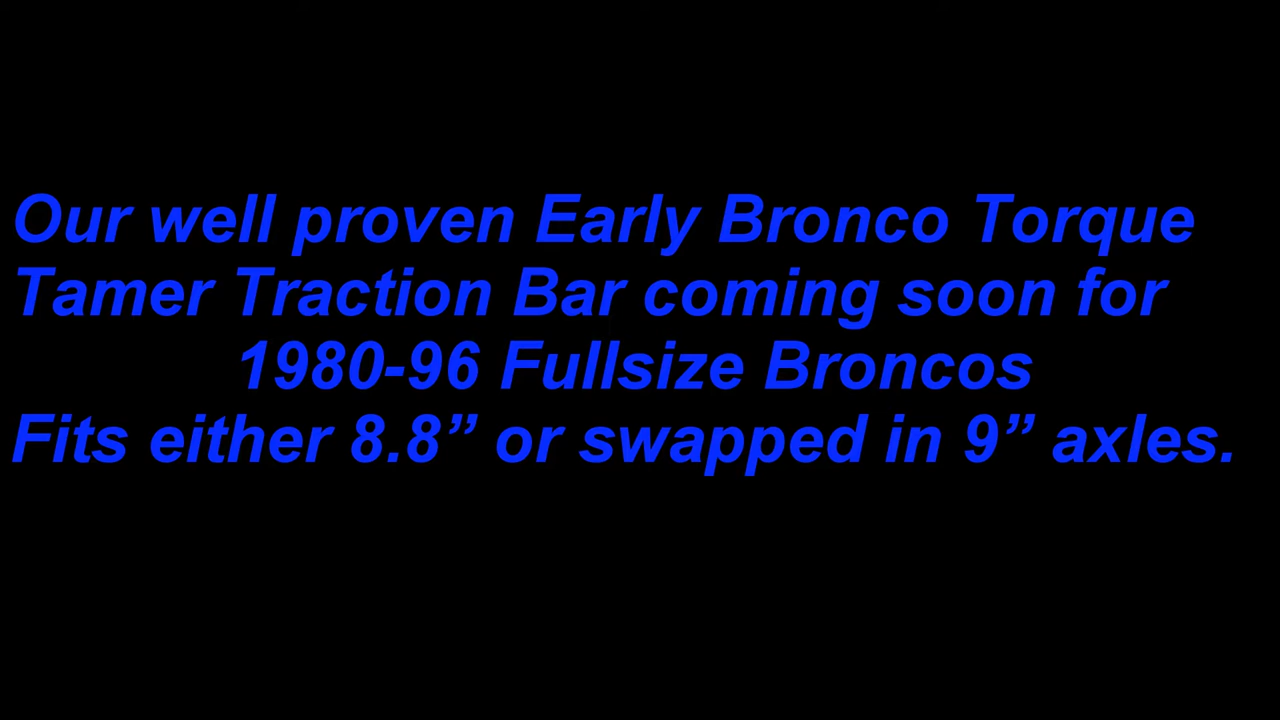 Our well proven Early Bronco Torque
Tamer Traction Bar coming soon for
1980-96 Fullsize Broncos
Fits either 8.8” or swapped in 9” axles.